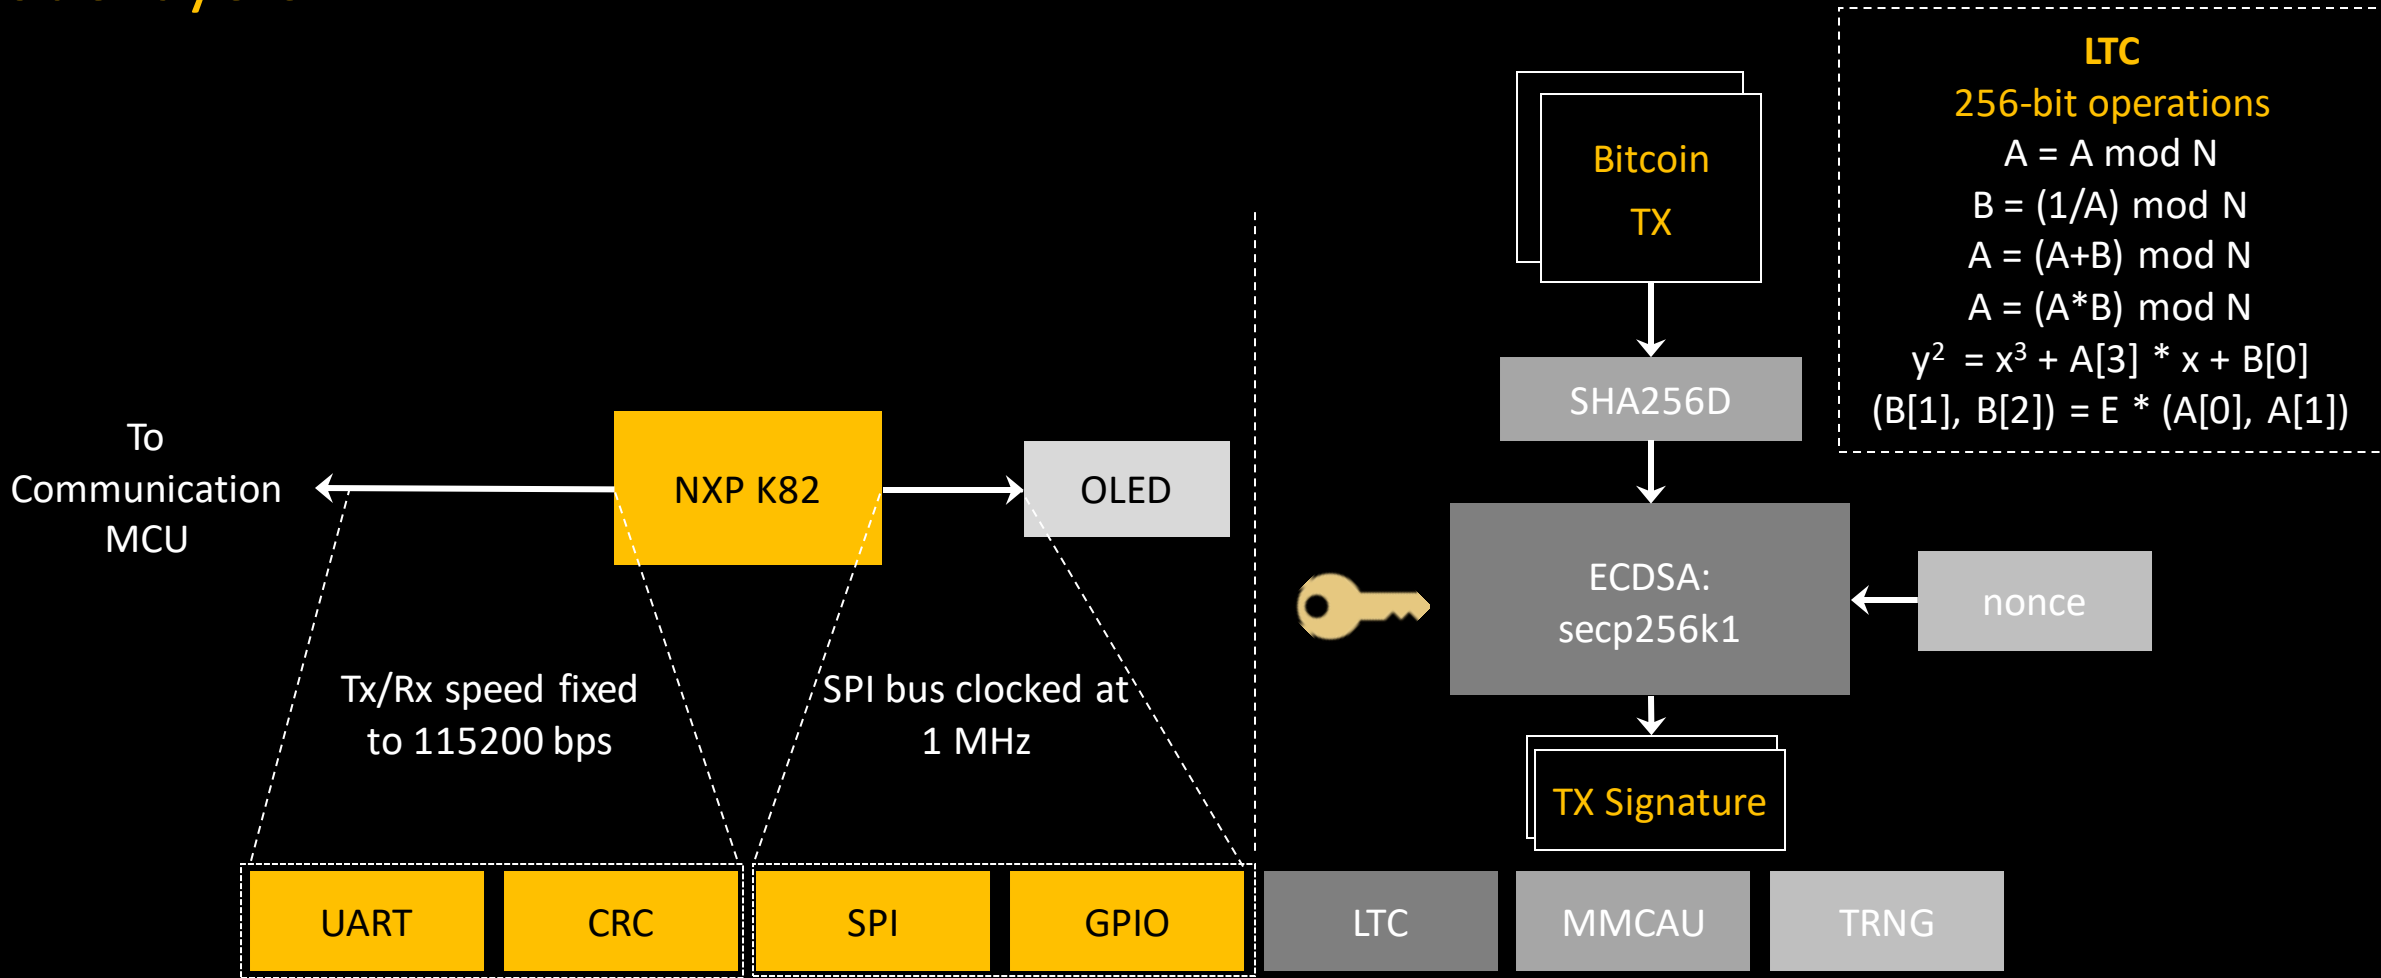 To
Communication
MCU
NXP K82
OLED
Tx/Rx speed fixed
to 115200 bps
SPI bus clocked at
1 MHz
UART
CRC
SPI
GPIO
Bitcoin
TX
SHA256D
ECDSA:
secp256k1
nonce
TX Signature
LTC
MMCAU
TRNG
LTC
256-bit operations
A = A mod N
B = (1/A) mod N
A = (A+B) mod N
A = (A*B) mod N
y² = x³ + A[3] * x + B[0]
(B[1], B[2]) = E * (A[0], A[1])